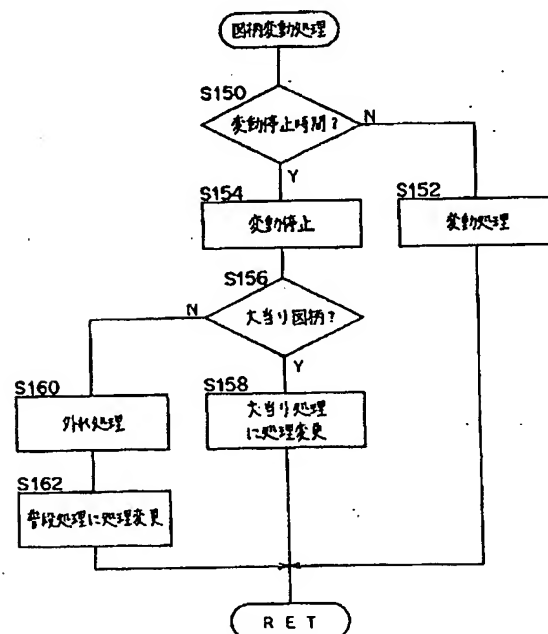 図柄変動処理
S150
変動停止時間?
N
Y
S154
変動停止
S152
変動処理
S156
大当り図柄?
N
Y
S160
外れ処理
S158
大当り処理
に処理変更
S162
普段処理に処理変更
RET